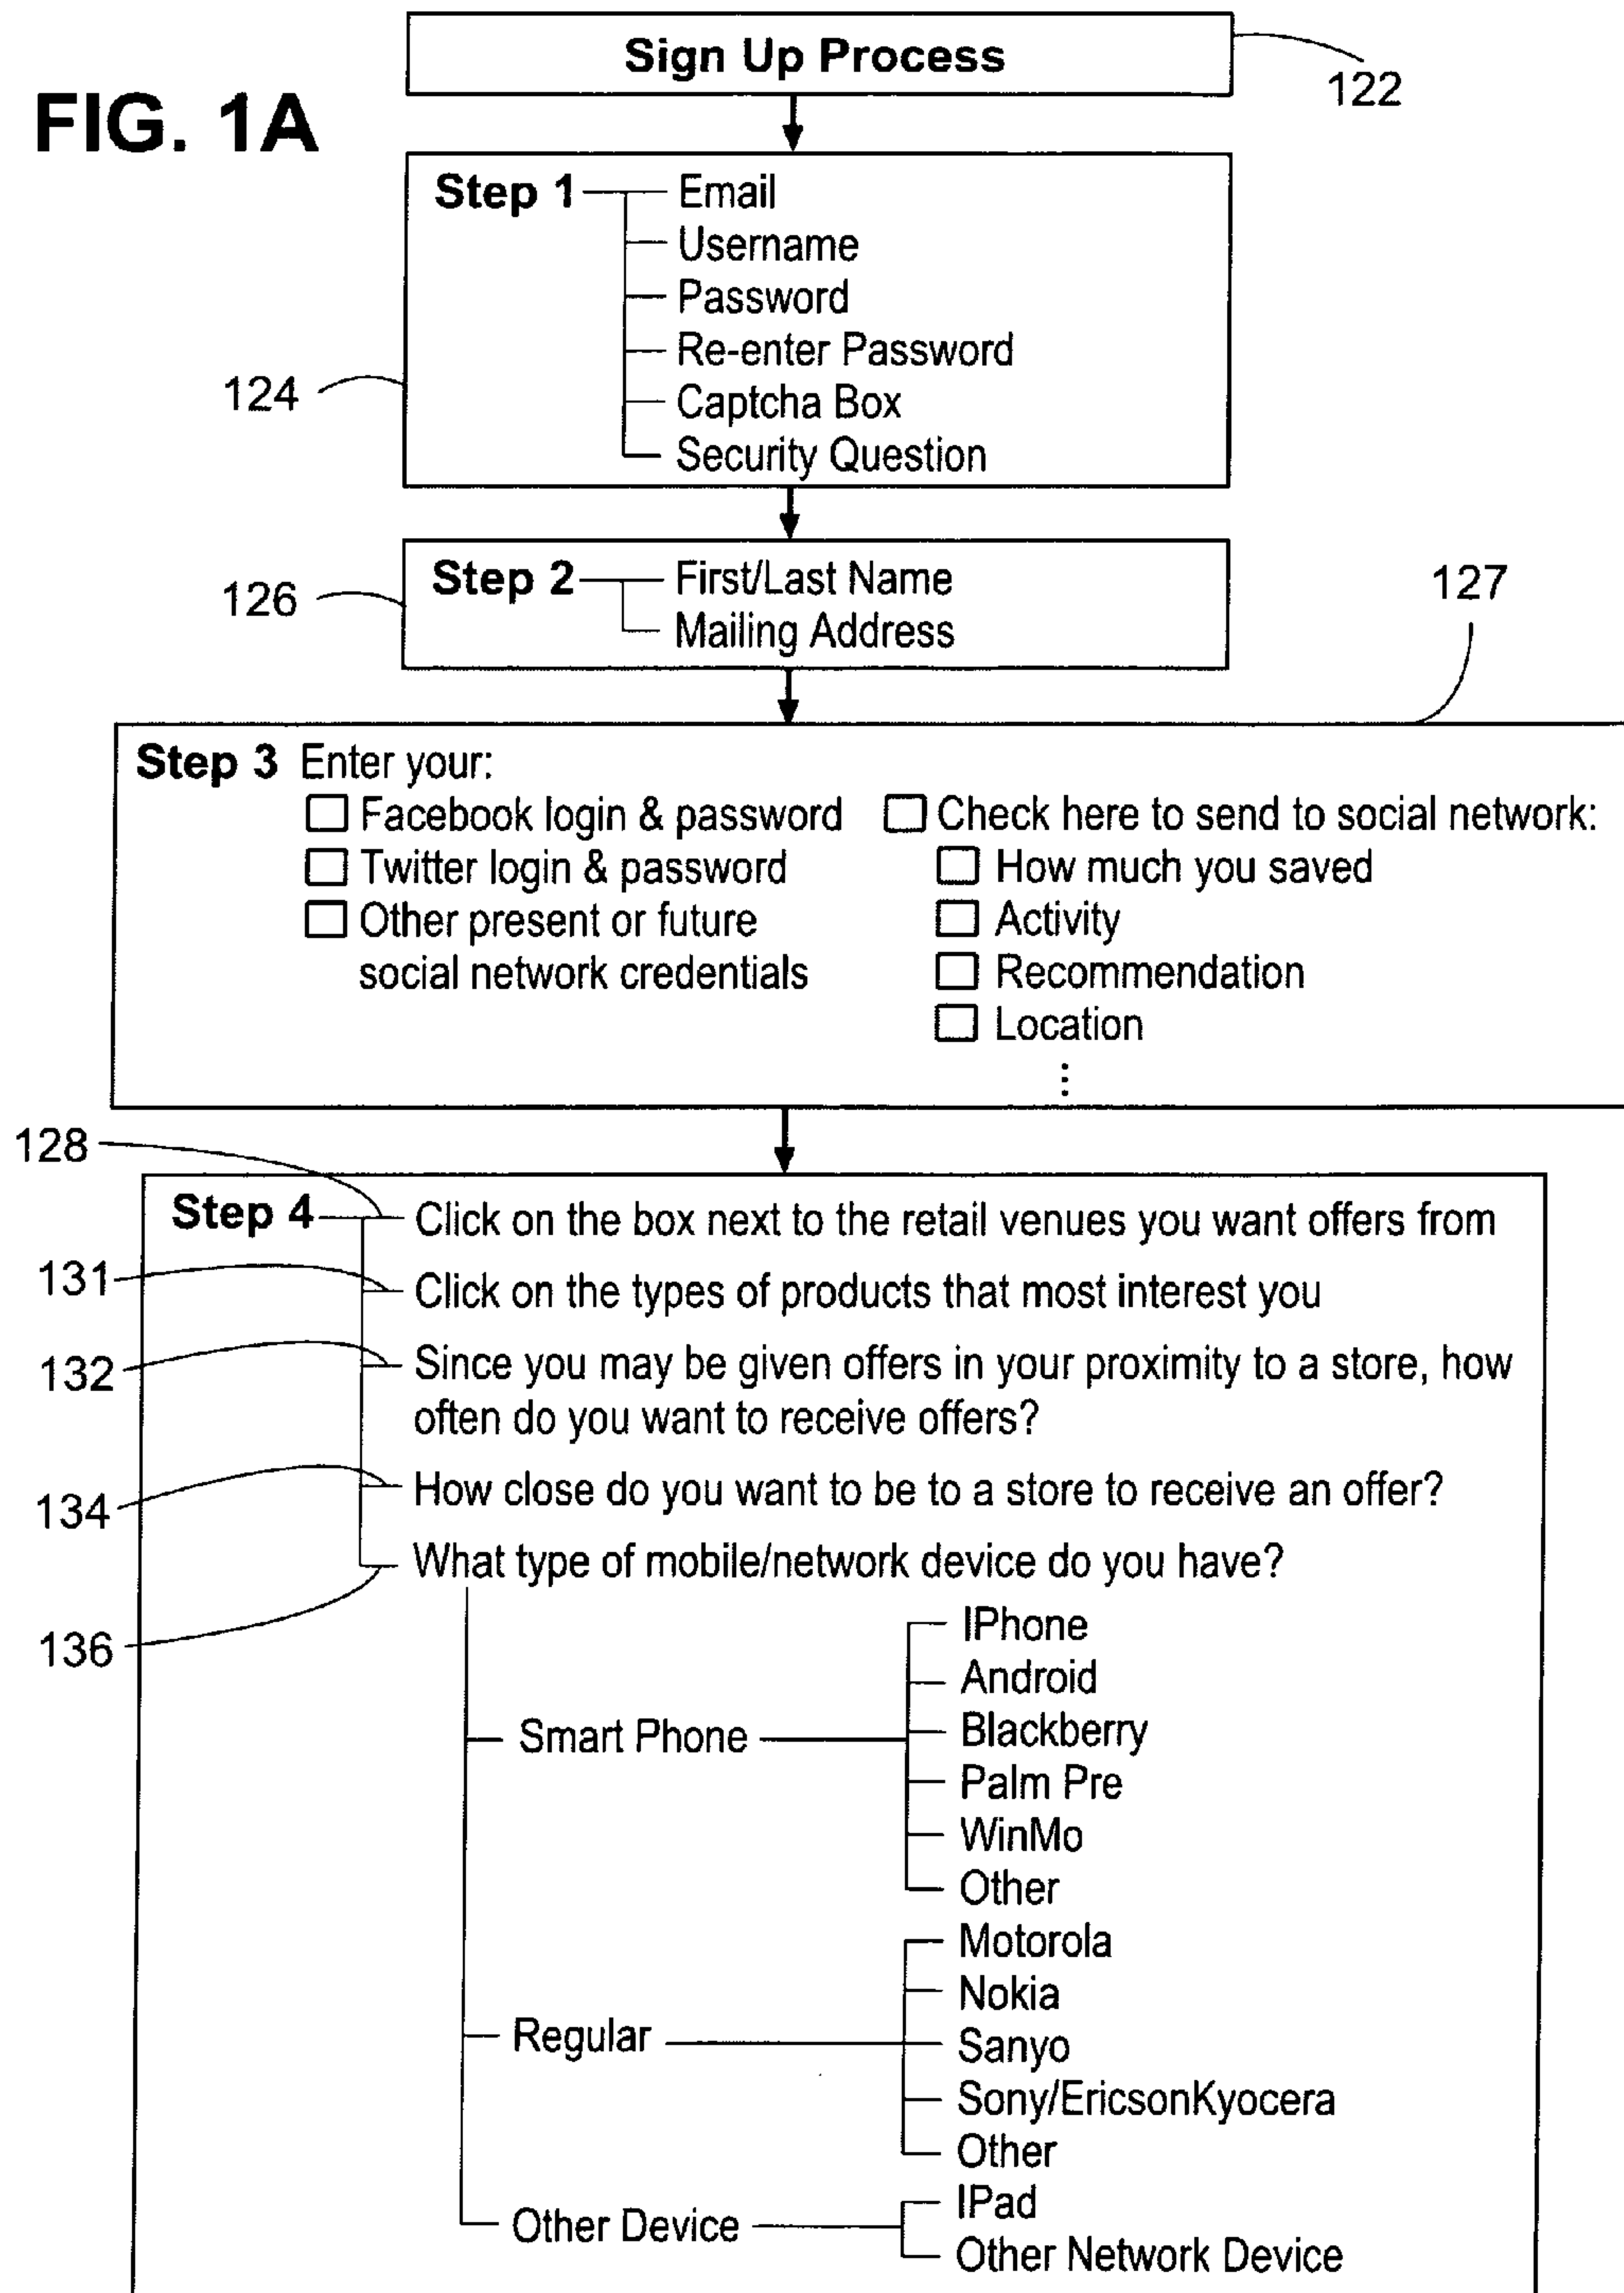 Sign Up Process
122
FIG. 1A
Step 1 Email
Username
Password
Re-enter Password
Captcha Box
Security Question
124
Step 2 First/Last Name
Mailing Address
126
127
Step 3 Enter your:
Facebook login & password
Twitter login & password
Other present or future
social network credentials
Check here to send to social network:
How much you saved
Activity
Recommendation
Location
⋮
128
Step 4 Click on the box next to the retail venues you want offers from
131
Click on the types of products that most interest you
132
Since you may be given offers in your proximity to a store, how
often do you want to receive offers?
134
How close do you want to be to a store to receive an offer?
136
What type of mobile/network device do you have?
Smart Phone
IPhone
Android
Blackberry
Palm Pre
WinMo
Other
Regular
Motorola
Nokia
Sanyo
Sony/EricsonKyocera
Other
Other Device
IPad
Other Network Device